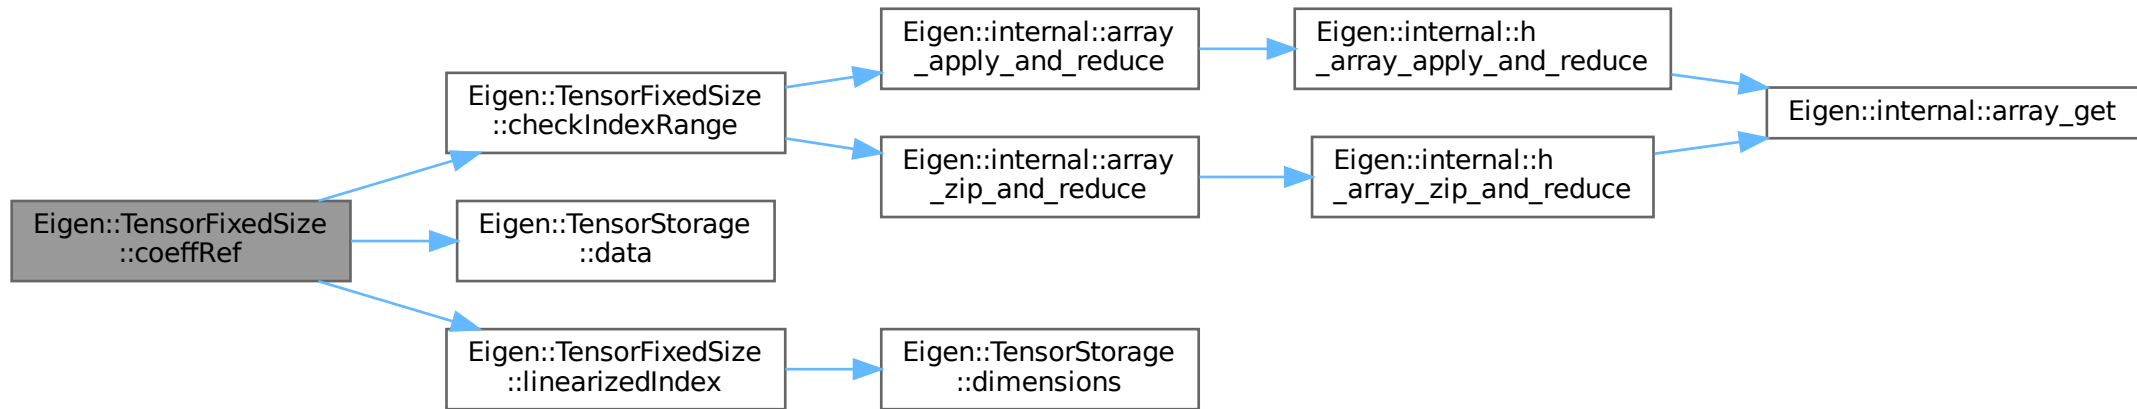 Eigen::TensorFixedSize
::coeffRef
Eigen::TensorFixedSize
::checkIndexRange
Eigen::internal::array
_apply_and_reduce
Eigen::internal::h
_array_apply_and_reduce
Eigen::internal::array_get
Eigen::internal::array
_zip_and_reduce
Eigen::internal::h
_array_zip_and_reduce
Eigen::TensorStorage
::data
Eigen::TensorFixedSize
::linearizedIndex
Eigen::TensorStorage
::dimensions